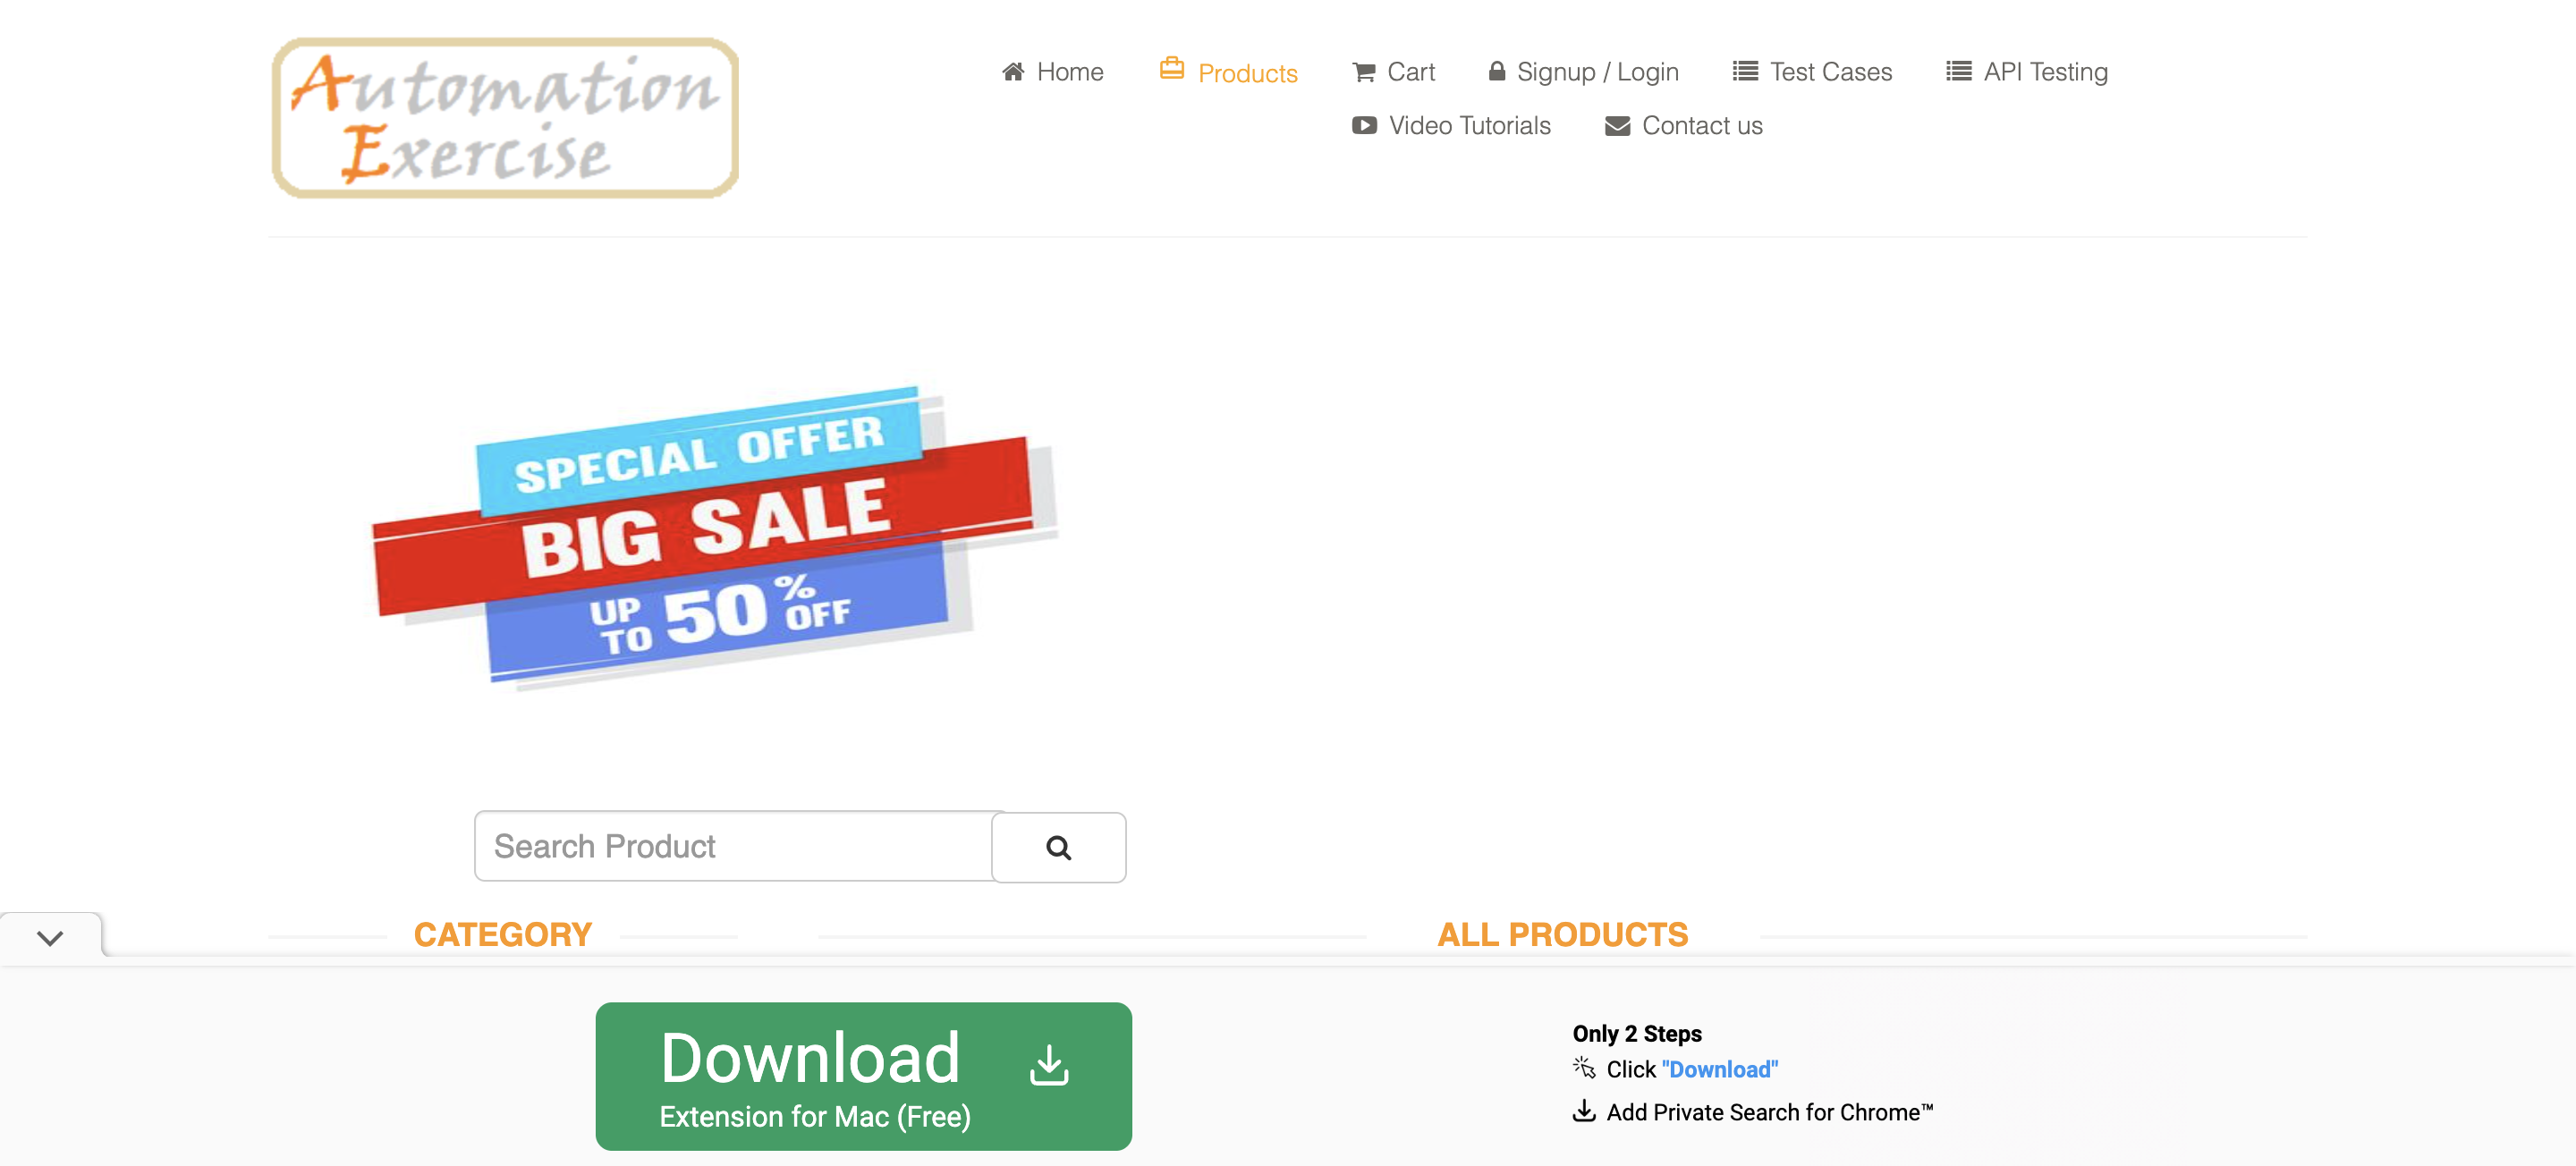 Automation
Exercise
Home
Products
Cart
Signup / Login
Test Cases
API Testing
Video Tutorials
Contact us
SPECIAL OFFER
BIG SALE
UP TO 50% OFF
Search Product
CATEGORY
ALL PRODUCTS
Download
Extension for Mac (Free)
Only 2 Steps
Click "Download"
Add Private Search for Chrome™